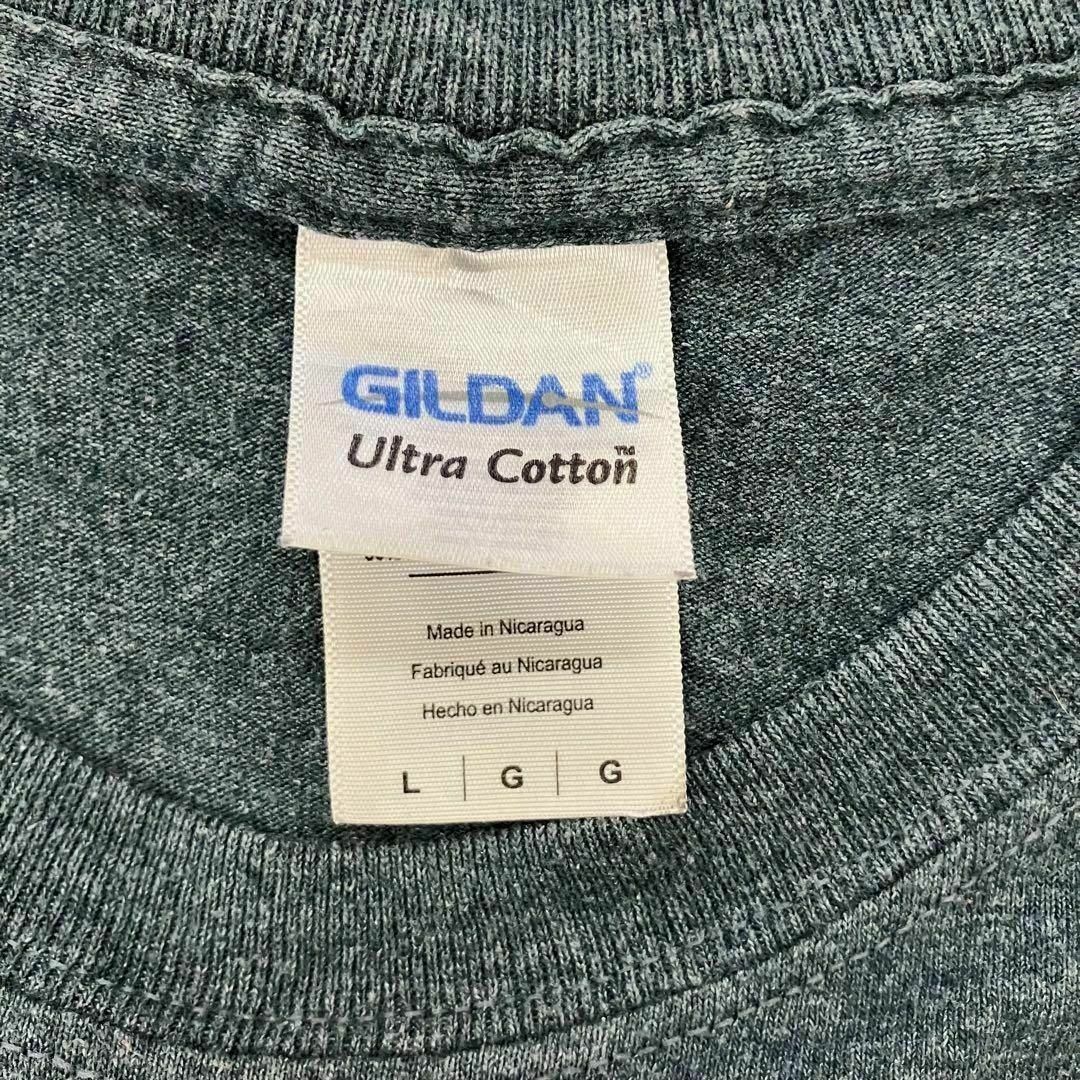 GILDAN®
Ultra Cotton™
Made in Nicaragua
Fabriqué au Nicaragua
Hecho en Nicaragua
L | G | G